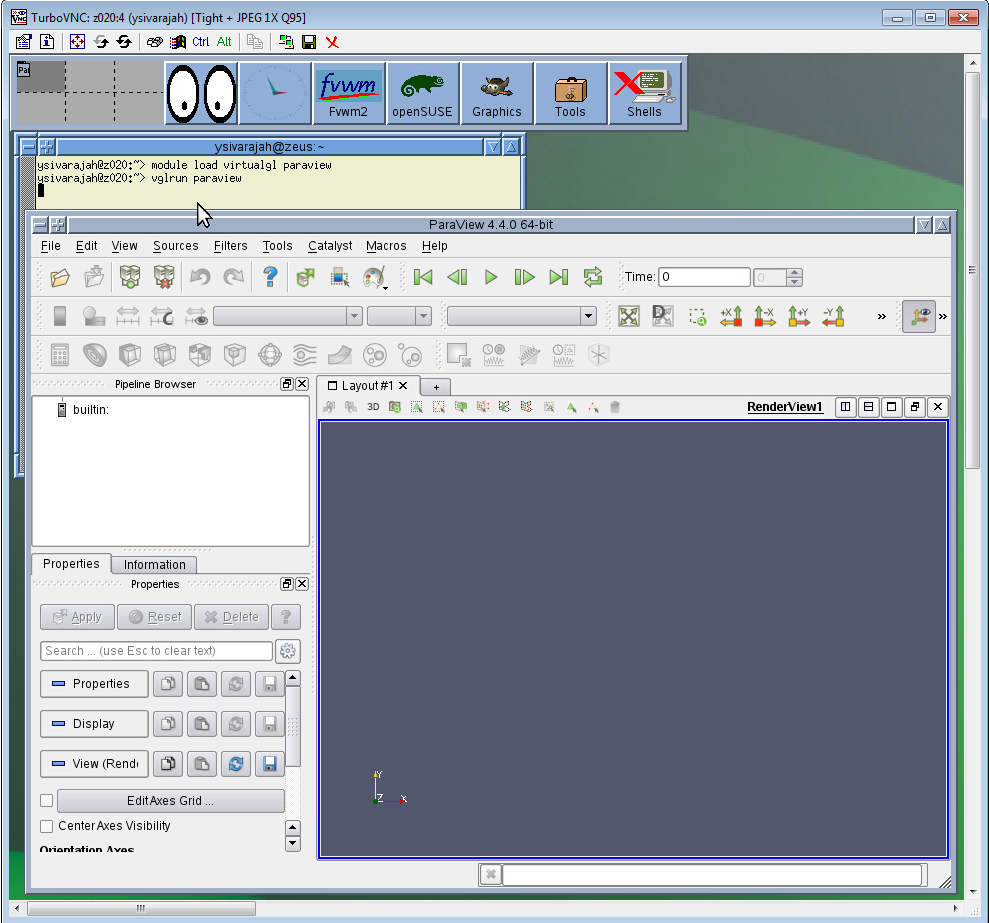 TurboVNC: z020:4 (ysivarajah) [Tight + JPEG 1X Q95]
Ctrl Alt
Fvwm
Fvwm2 openSUSE Graphics Tools Shells
ysivarajah@zeus:~
ysivarajah@z020:~> module load virtualgl paraview
ysivarajah@z020:~> vglrun paraview
ParaView 4.4.0 64-bit
File Edit View Sources Filters Tools Catalyst Macros Help
Time: 0 0
+X -X +Y -Y » »
Pipeline Browser
Layout #1 +
builtin:
3D RenderView1
Properties Information
Properties
Apply Reset Delete ?
Search ... (use Esc to clear text)
Properties
Display
View (Rend
Edit Axes Grid ...
Center Axes Visibility
Orientation Axes
Y
Z X